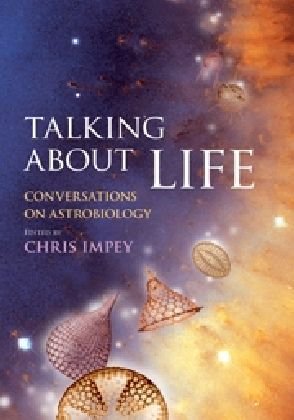 TALKING
ABOUT LIFE
CONVERSATIONS
ON ASTROBIOLOGY
EDITED BY
CHRIS IMPEY